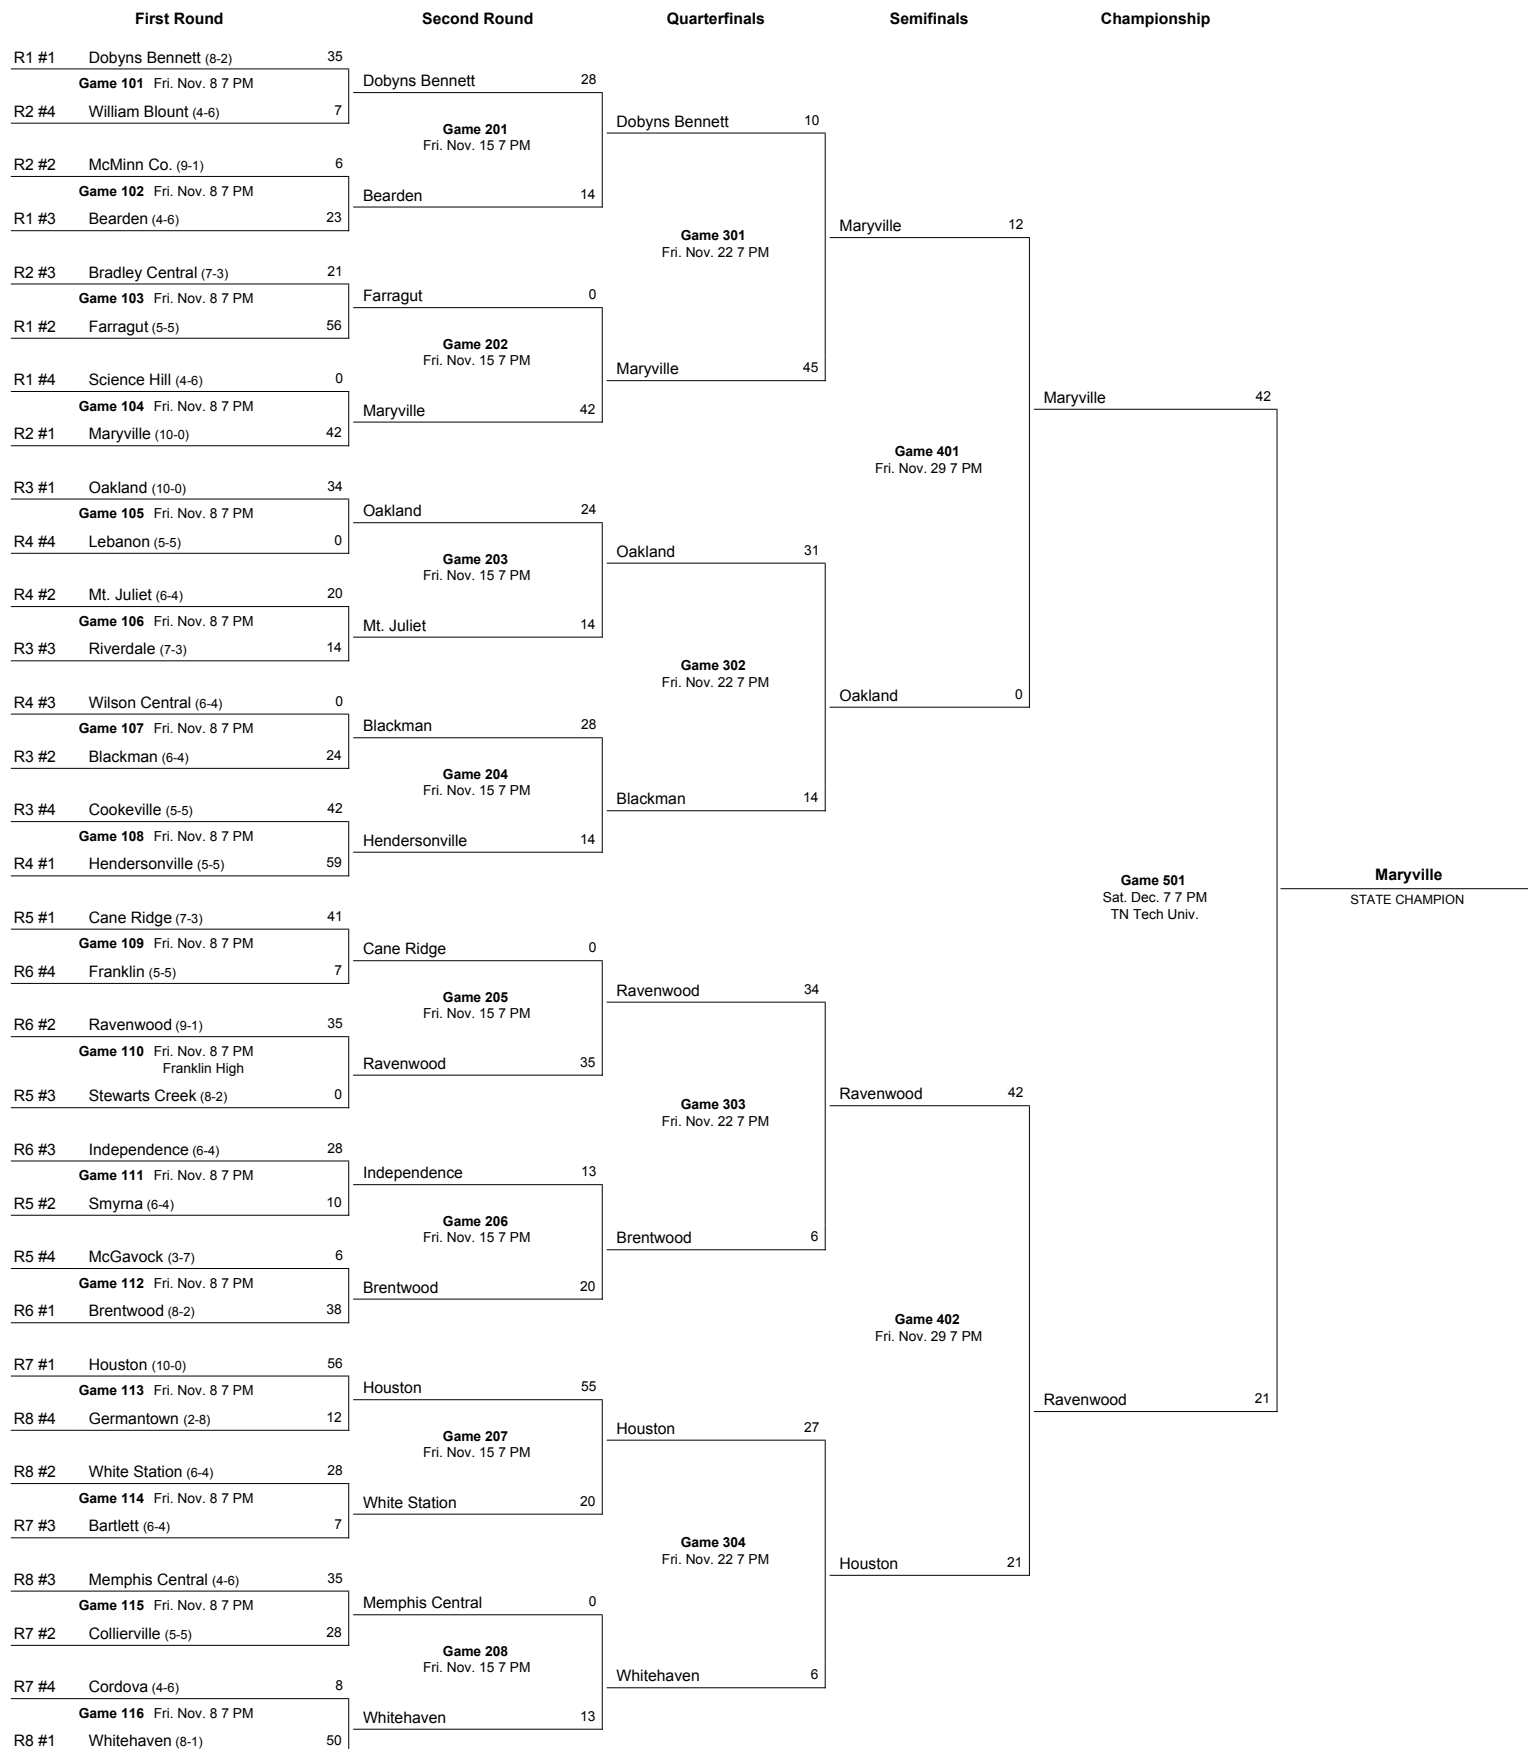 First Round Second Round Quarterfinals Semifinals Championship
R1 #1 Dobyns Bennett (8-2) 35
Game 101 Fri. Nov. 8 7 PM
R2 #4 William Blount (4-6) 7
R2 #2 McMinn Co. (9-1) 6
Game 102 Fri. Nov. 8 7 PM
R1 #3 Bearden (4-6) 23
R2 #3 Bradley Central (7-3) 21
Game 103 Fri. Nov. 8 7 PM
R1 #2 Farragut (5-5) 56
R1 #4 Science Hill (4-6) 0
Game 104 Fri. Nov. 8 7 PM
R2 #1 Maryville (10-0) 42
R3 #1 Oakland (10-0) 34
Game 105 Fri. Nov. 8 7 PM
R4 #4 Lebanon (5-5) 0
R4 #2 Mt. Juliet (6-4) 20
Game 106 Fri. Nov. 8 7 PM
R3 #3 Riverdale (7-3) 14
R4 #3 Wilson Central (6-4) 0
Game 107 Fri. Nov. 8 7 PM
R3 #2 Blackman (6-4) 24
R3 #4 Cookeville (5-5) 42
Game 108 Fri. Nov. 8 7 PM
R4 #1 Hendersonville (5-5) 59
R5 #1 Cane Ridge (7-3) 41
Game 109 Fri. Nov. 8 7 PM
R6 #4 Franklin (5-5) 7
R6 #2 Ravenwood (9-1) 35
Game 110 Fri. Nov. 8 7 PM
Franklin High
R5 #3 Stewarts Creek (8-2) 0
R6 #3 Independence (6-4) 28
Game 111 Fri. Nov. 8 7 PM
R5 #2 Smyrna (6-4) 10
R5 #4 McGavock (3-7) 6
Game 112 Fri. Nov. 8 7 PM
R6 #1 Brentwood (8-2) 38
R7 #1 Houston (10-0) 56
Game 113 Fri. Nov. 8 7 PM
R8 #4 Germantown (2-8) 12
R8 #2 White Station (6-4) 28
Game 114 Fri. Nov. 8 7 PM
R7 #3 Bartlett (6-4) 7
R8 #3 Memphis Central (4-6) 35
Game 115 Fri. Nov. 8 7 PM
R7 #2 Collierville (5-5) 28
R7 #4 Cordova (4-6) 8
Game 116 Fri. Nov. 8 7 PM
R8 #1 Whitehaven (8-1) 50
Dobyns Bennett 28
Game 201
Fri. Nov. 15 7 PM
Bearden 14
Farragut 0
Game 202
Fri. Nov. 15 7 PM
Maryville 42
Oakland 24
Game 203
Fri. Nov. 15 7 PM
Mt. Juliet 14
Blackman 28
Game 204
Fri. Nov. 15 7 PM
Hendersonville 14
Cane Ridge 0
Game 205
Fri. Nov. 15 7 PM
Ravenwood 35
Independence 13
Game 206
Fri. Nov. 15 7 PM
Brentwood 20
Houston 55
Game 207
Fri. Nov. 15 7 PM
White Station 20
Memphis Central 0
Game 208
Fri. Nov. 15 7 PM
Whitehaven 13
Dobyns Bennett 10
Game 301
Fri. Nov. 22 7 PM
Maryville 45
Oakland 31
Game 302
Fri. Nov. 22 7 PM
Blackman 14
Ravenwood 34
Game 303
Fri. Nov. 22 7 PM
Brentwood 6
Houston 27
Game 304
Fri. Nov. 22 7 PM
Whitehaven 6
Maryville 12
Game 401
Fri. Nov. 29 7 PM
Oakland 0
Ravenwood 42
Game 402
Fri. Nov. 29 7 PM
Houston 21
Maryville 42
Game 501
Sat. Dec. 7 7 PM
TN Tech Univ.
Ravenwood 21
Maryville
STATE CHAMPION